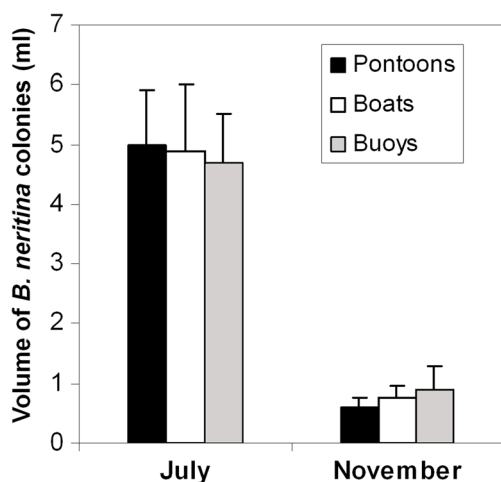 Volume of B. neritina colonies (ml)
7
6
5
4
3
2
1
0
Pontoons
Boats
Buoys
July
November